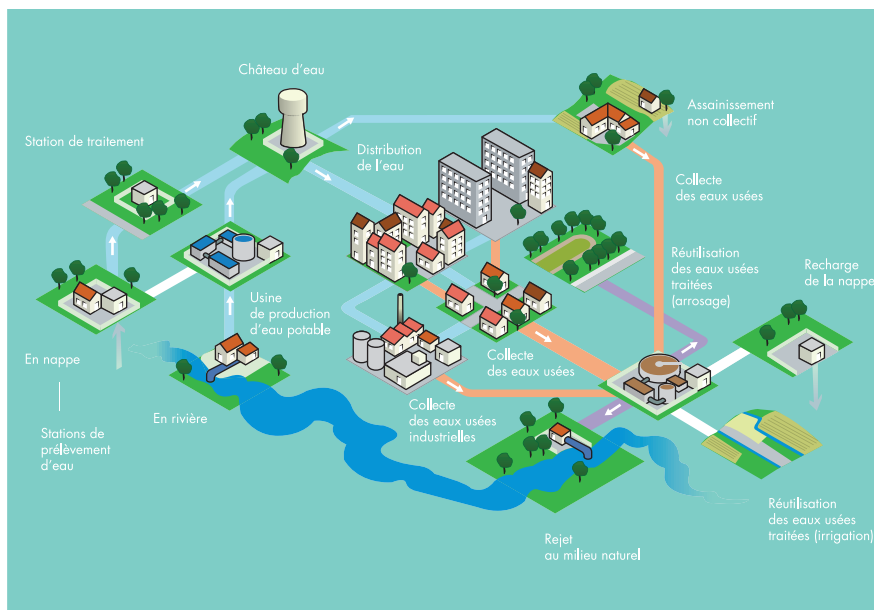 Château d'eau
Station de traitement
Distribution
de l'eau
Assainissement
non collectif
Collecte
des eaux usées
Réutilisation
des eaux usées
traitées
(arrosage)
Recharge
de la nappe
Usine
de production
d'eau potable
En nappe
En rivière
Stations de
prélèvement
d'eau
Collecte
des eaux usées
Collecte
des eaux usées
industrielles
Rejet
au milieu naturel
Réutilisation
des eaux usées
traitées (irrigation)